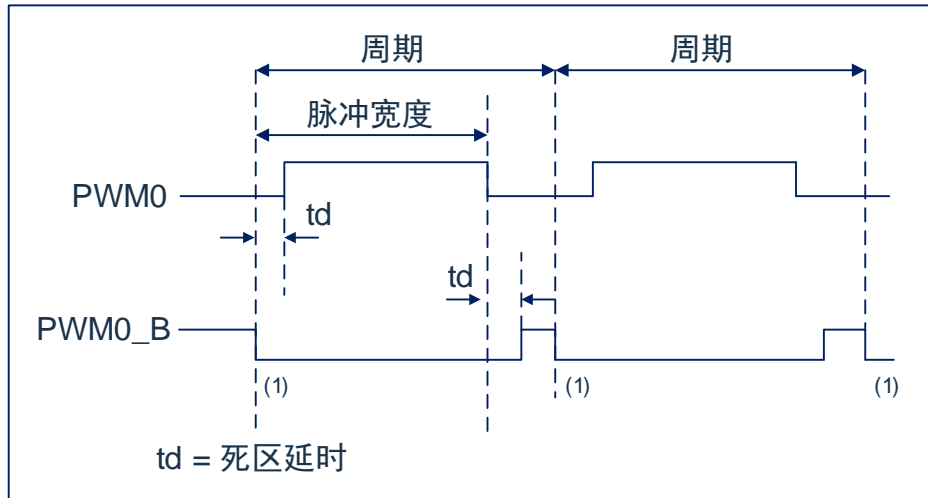 周期 周期
脉冲宽度
PWM0
td
td
PWM0_B
(1) (1) (1)
td = 死区延时